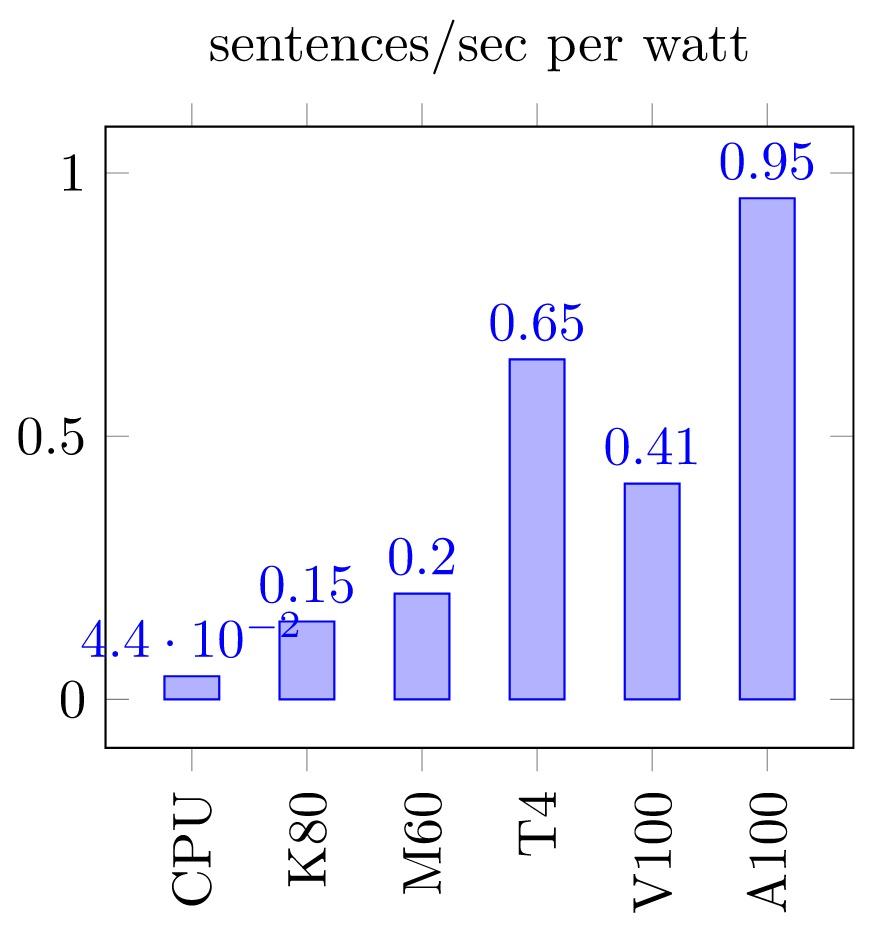 sentences/sec per watt
1
0.5
0
0.95
0.65
0.41
0.2
0.15
4.4 · 10⁻²
CPU
K80
M60
T4
V100
A100